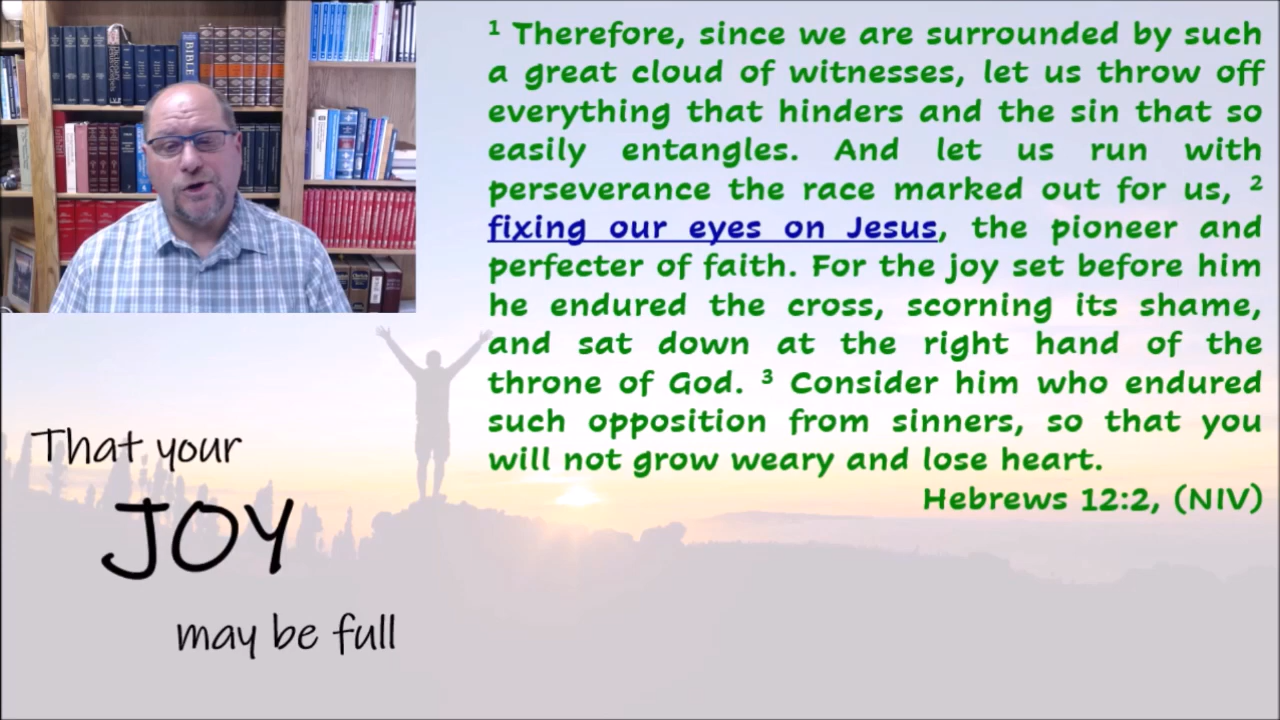 BIBLE
¹ Therefore, since we are surrounded by such
a great cloud of witnesses, let us throw off
everything that hinders and the sin that so
easily entangles. And let us run with
perseverance the race marked out for us, ²
fixing our eyes on Jesus, the pioneer and
perfecter of faith. For the joy set before him
he endured the cross, scorning its shame,
and sat down at the right hand of the
throne of God. ³ Consider him who endured
such opposition from sinners, so that you
will not grow weary and lose heart.
Hebrews 12:2, (NIV)
That your
JOY
may be full